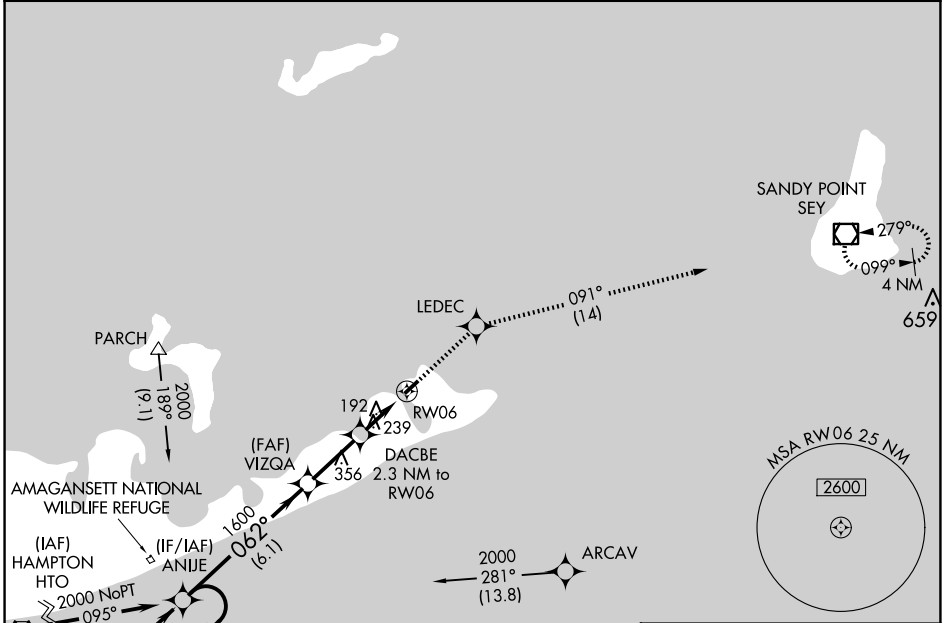 SANDY POINT
SEY
279°
099°
4 NM
659
LEDEC
091°
(14)
PARCH
2000
189°
(9.1)
192
239
RW06
(FAF)
VIZQA
356
DACBE
2.3 NM to
RW06
MSA RW06 25 NM
2600
AMAGANSETT NATIONAL
WILDLIFE REFUGE
1600
062°
(6.1)
(IAF)
HAMPTON
HTO
(IF/IAF)
ANIJE
2000 NoPT
095°
ARCAV
2000
281°
(13.8)